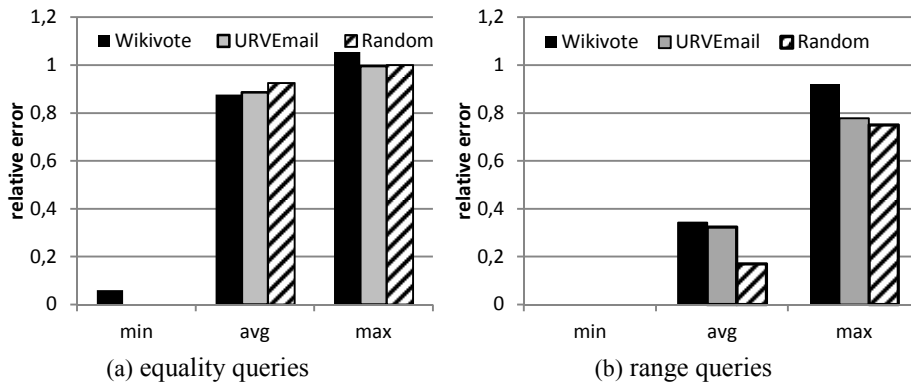 1,2
Wikivote URVEmail Random
1
0,8
0,6
0,4
0,2
0
relative error
min avg max
(a) equality queries
1,2
Wikivote URVEmail Random
1
0,8
0,6
0,4
0,2
0
relative error
min avg max
(b) range queries